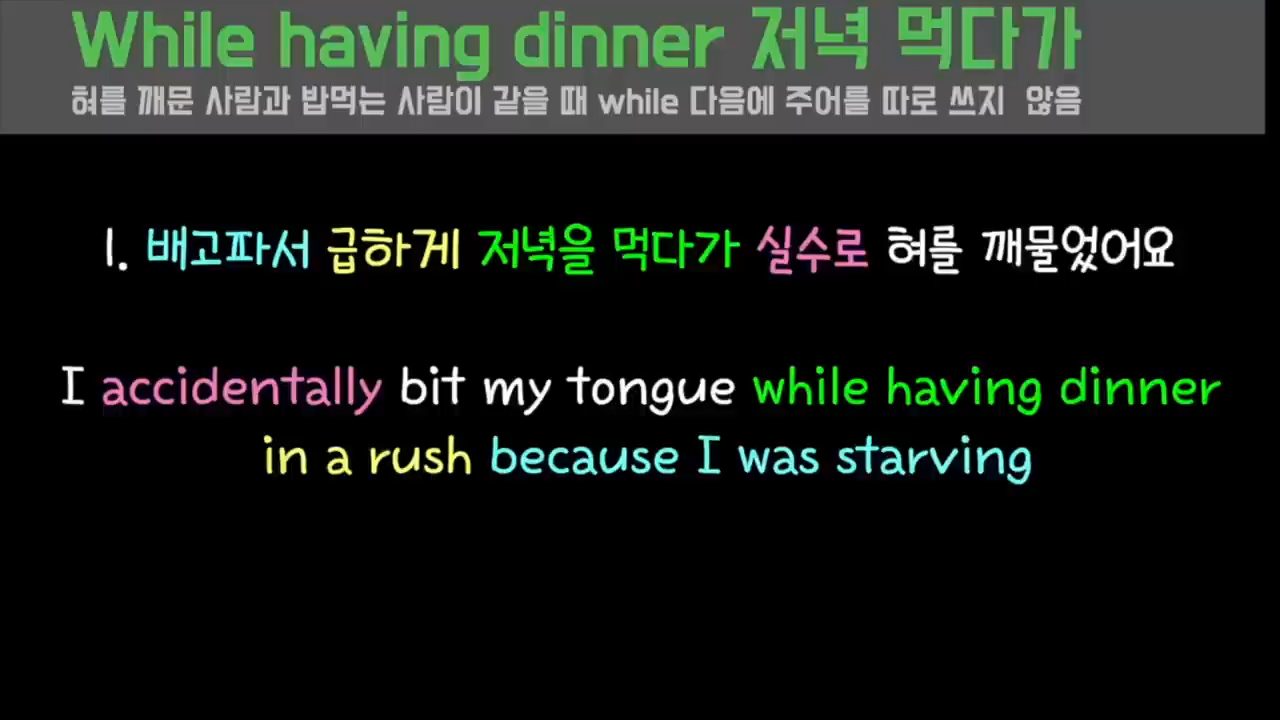 While having dinner 저녁 먹다가
혀를 깨문 사람과 밥먹는 사람이 같을 때 while 다음에 주어를 따로 쓰지 않음
1. 배고파서 급하게 저녁을 먹다가 실수로 혀를 깨물었어요
I accidentally bit my tongue while having dinner
in a rush because I was starving